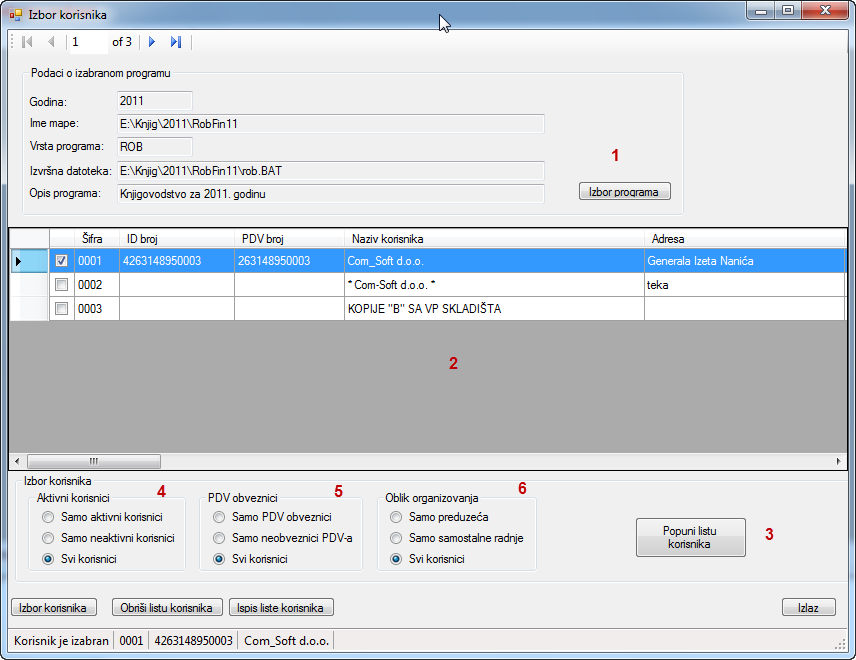 Izbor korisnika
1 of 3
Podaci o izabranom programu
Godina: 2011
Ime mape: E:\Knjig\2011\RobFin11
Vrsta programa: ROB
1
Izvršna datoteka: E:\Knjig\2011\RobFin11\rob.BAT
Opis programa: Knjigovodstvo za 2011. godinu
Izbor programa
Šifra ID broj PDV broj Naziv korisnika Adresa
0001 4263148950003 263148950003 Com_Soft d.o.o. Generala Izeta Nanića
0002 * Com-Soft d.o.o. * teka
0003 KOPIJE "B" SA VP SKLADIŠTA
2
Izbor korisnika
Aktivni korisnici 4 PDV obveznici 5 Oblik organizovanja 6
Samo aktivni korisnici Samo PDV obveznici Samo preduzeća
Samo neaktivni korisnici Samo neobveznici PDV-a Samo samostalne radnje
Svi korisnici Svi korisnici Svi korisnici
Popuni listu
korisnika
3
Izbor korisnika Obriši listu korisnika Ispis liste korisnika Izlaz
Korisnik je izabran 0001 4263148950003 Com_Soft d.o.o.